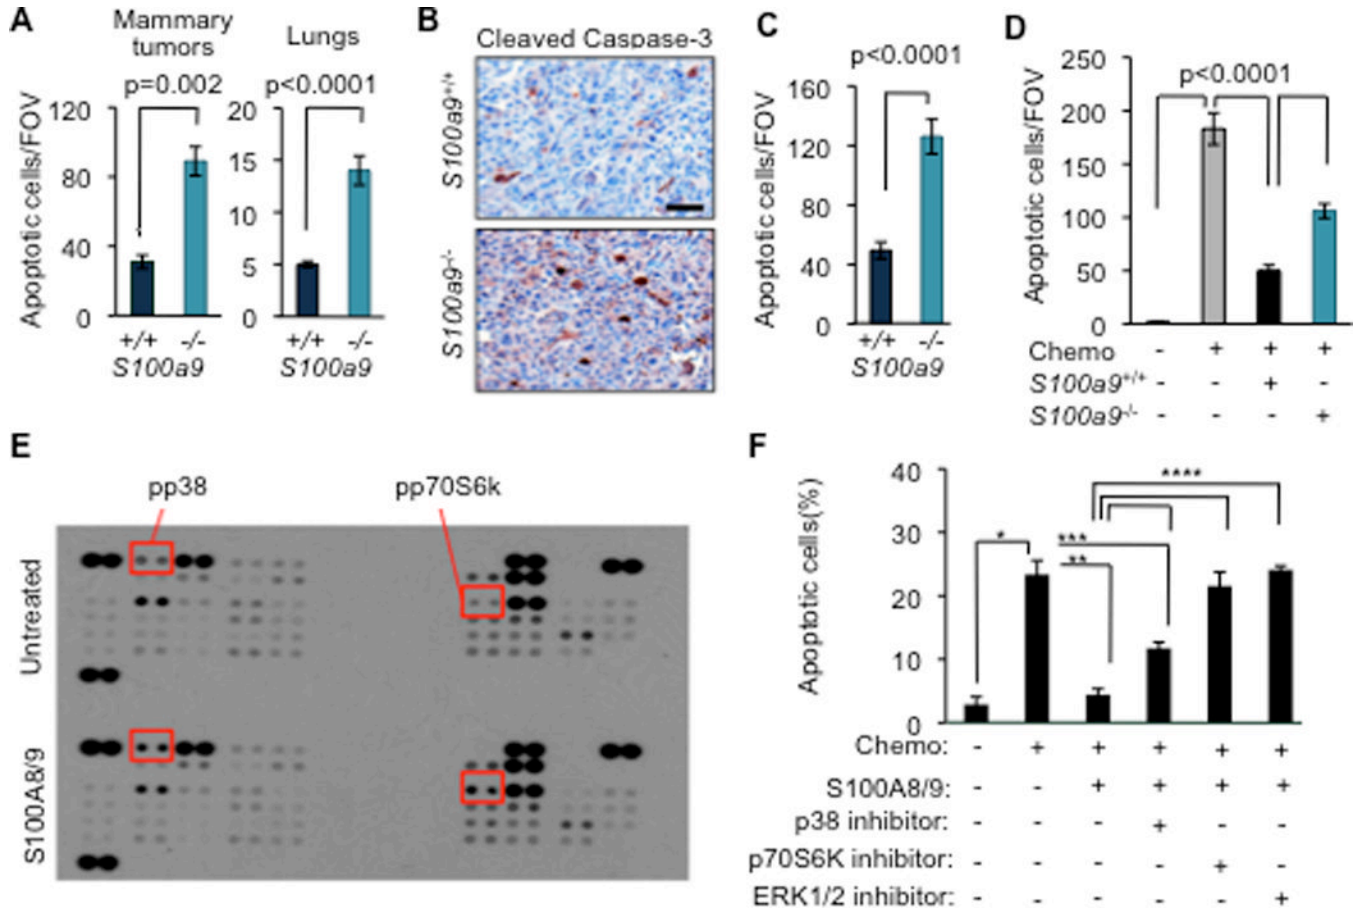 A
Mammary
tumors
Lungs
p=0.002
p<0.0001
Apoptotic cells/FOV
120
80
40
0
20
15
10
5
0
+/+ -/-
S100a9
+/+ -/-
S100a9
B
Cleaved Caspase-3
S100a9+/+
S100a9-/-
C
p<0.0001
Apoptotic cells/FOV
160
120
80
40
0
+/+ -/-
S100a9
D
p<0.0001
Apoptotic cells/FOV
250
200
150
100
50
0
Chemo - + + +
S100a9+/+ - - + -
S100a9-/- - - - +
E
pp38
pp70S6k
Untreated
S100A8/9
F
Apoptotic cells(%)
40
30
20
10
0
*
***
**
****
Chemo: - + + + + +
S100A8/9: - - + + + +
p38 inhibitor: - - - + - -
p70S6K inhibitor: - - - - + -
ERK1/2 inhibitor: - - - - - +